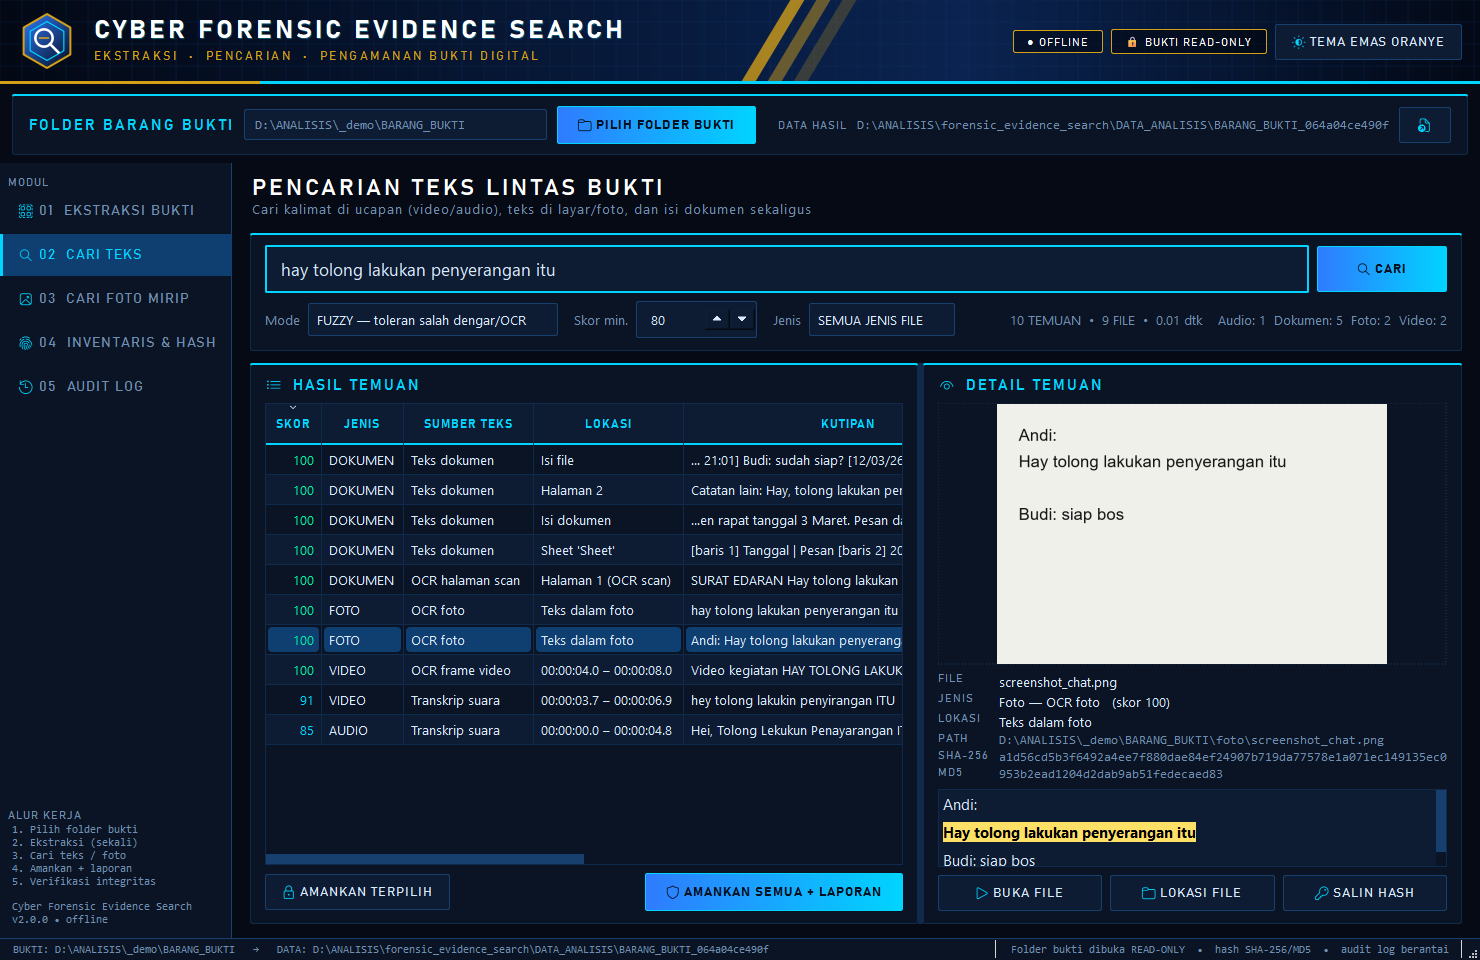 CYBER FORENSIC EVIDENCE SEARCH
EKSTRAKSI · PENCARIAN · PENGAMANAN BUKTI DIGITAL
● OFFLINE
BUKTI READ-ONLY
TEMA EMAS ORANYE
FOLDER BARANG BUKTI
D:\ANALISIS\_demo\BARANG_BUKTI
PILIH FOLDER BUKTI
DATA HASIL D:\ANALISIS\forensic_evidence_search\DATA_ANALISIS\BARANG_BUKTI_064a04ce490f
MODUL
01 EKSTRAKSI BUKTI
02 CARI TEKS
03 CARI FOTO MIRIP
04 INVENTARIS & HASH
05 AUDIT LOG
ALUR KERJA
1. Pilih folder bukti
2. Ekstraksi (sekali)
3. Cari teks / foto
4. Amankan + laporan
5. Verifikasi integritas
Cyber Forensic Evidence Search
v2.0.0 • offline
PENCARIAN TEKS LINTAS BUKTI
Cari kalimat di ucapan (video/audio), teks di layar/foto, dan isi dokumen sekaligus
hay tolong lakukan penyerangan itu
CARI
Mode FUZZY — toleran salah dengar/OCR Skor min. 80 Jenis SEMUA JENIS FILE
10 TEMUAN • 9 FILE • 0.01 dtk Audio: 1 Dokumen: 5 Foto: 2 Video: 2
HASIL TEMUAN
SKOR JENIS SUMBER TEKS LOKASI KUTIPAN
100 DOKUMEN Teks dokumen Isi file ... 21:01] Budi: sudah siap? [12/03/26
100 DOKUMEN Teks dokumen Halaman 2 Catatan lain: Hay, tolong lakukan per
100 DOKUMEN Teks dokumen Isi dokumen ...en rapat tanggal 3 Maret. Pesan da
100 DOKUMEN Teks dokumen Sheet 'Sheet' [baris 1] Tanggal | Pesan [baris 2] 20
100 DOKUMEN OCR halaman scan Halaman 1 (OCR scan) SURAT EDARAN Hay tolong lakukan
100 FOTO OCR foto Teks dalam foto hay tolong lakukan penyerangan itu
100 FOTO OCR foto Teks dalam foto Andi: Hay tolong lakukan penyerang
100 VIDEO OCR frame video 00:00:04.0 – 00:00:08.0 Video kegiatan HAY TOLONG LAKUK
91 VIDEO Transkrip suara 00:00:03.7 – 00:00:06.9 hey tolong lakukin penyirangan ITU
85 AUDIO Transkrip suara 00:00:00.0 – 00:00:04.8 Hei, Tolong Lekukun Penayarangan I
AMANKAN TERPILIH
AMANKAN SEMUA + LAPORAN
DETAIL TEMUAN
Andi:
Hay tolong lakukan penyerangan itu
Budi: siap bos
FILE screenshot_chat.png
JENIS Foto — OCR foto (skor 100)
LOKASI Teks dalam foto
PATH D:\ANALISIS\_demo\BARANG_BUKTI\foto\screenshot_chat.png
SHA-256 a1d56cd5b3f6492a4ee7f880dae84ef24907b719da77578e1a071ec149135ec0
MD5 953b2ead1204d2dab9ab51fedecaed83
Andi:
Hay tolong lakukan penyerangan itu
Budi: siap bos
BUKA FILE
LOKASI FILE
SALIN HASH
BUKTI: D:\ANALISIS\_demo\BARANG_BUKTI → DATA: D:\ANALISIS\forensic_evidence_search\DATA_ANALISIS\BARANG_BUKTI_064a04ce490f
Folder bukti dibuka READ-ONLY • hash SHA-256/MD5 • audit log berantai